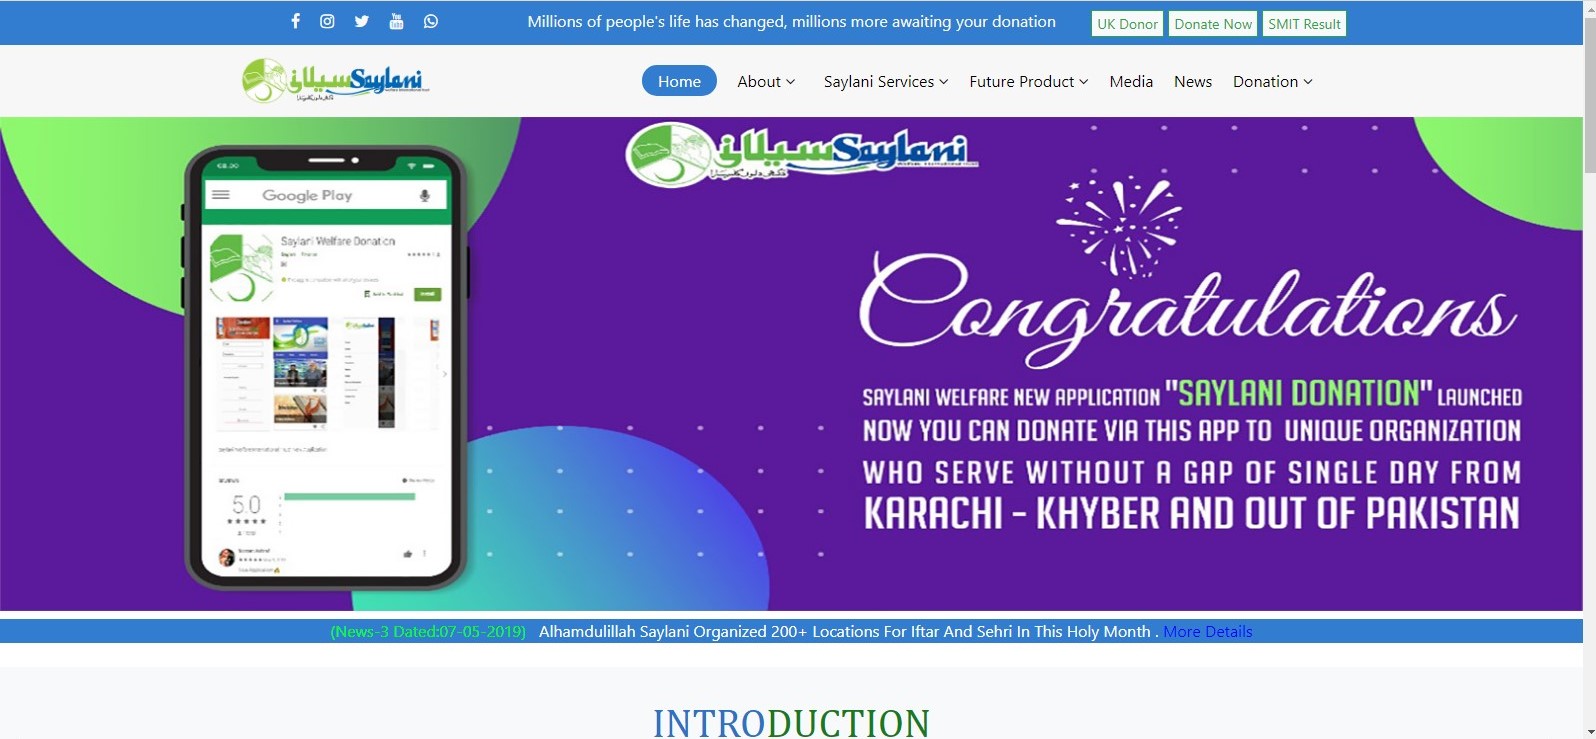 Millions of people's life has changed, millions more awaiting your donation
UK Donor Donate Now SMIT Result
سیلانی Saylani
Home About Saylani Services Future Product Media News Donation
سیلانی Saylani
Google Play
Saylani Welfare Donation
5.0
Congratulations
SAYLANI WELFARE NEW APPLICATION "SAYLANI DONATION" LAUNCHED
NOW YOU CAN DONATE VIA THIS APP TO UNIQUE ORGANIZATION
WHO SERVE WITHOUT A GAP OF SINGLE DAY FROM
KARACHI - KHYBER AND OUT OF PAKISTAN
(News-3 Dated:07-05-2019) Alhamdulillah Saylani Organized 200+ Locations For Iftar And Sehri In This Holy Month . More Details
INTRODUCTION